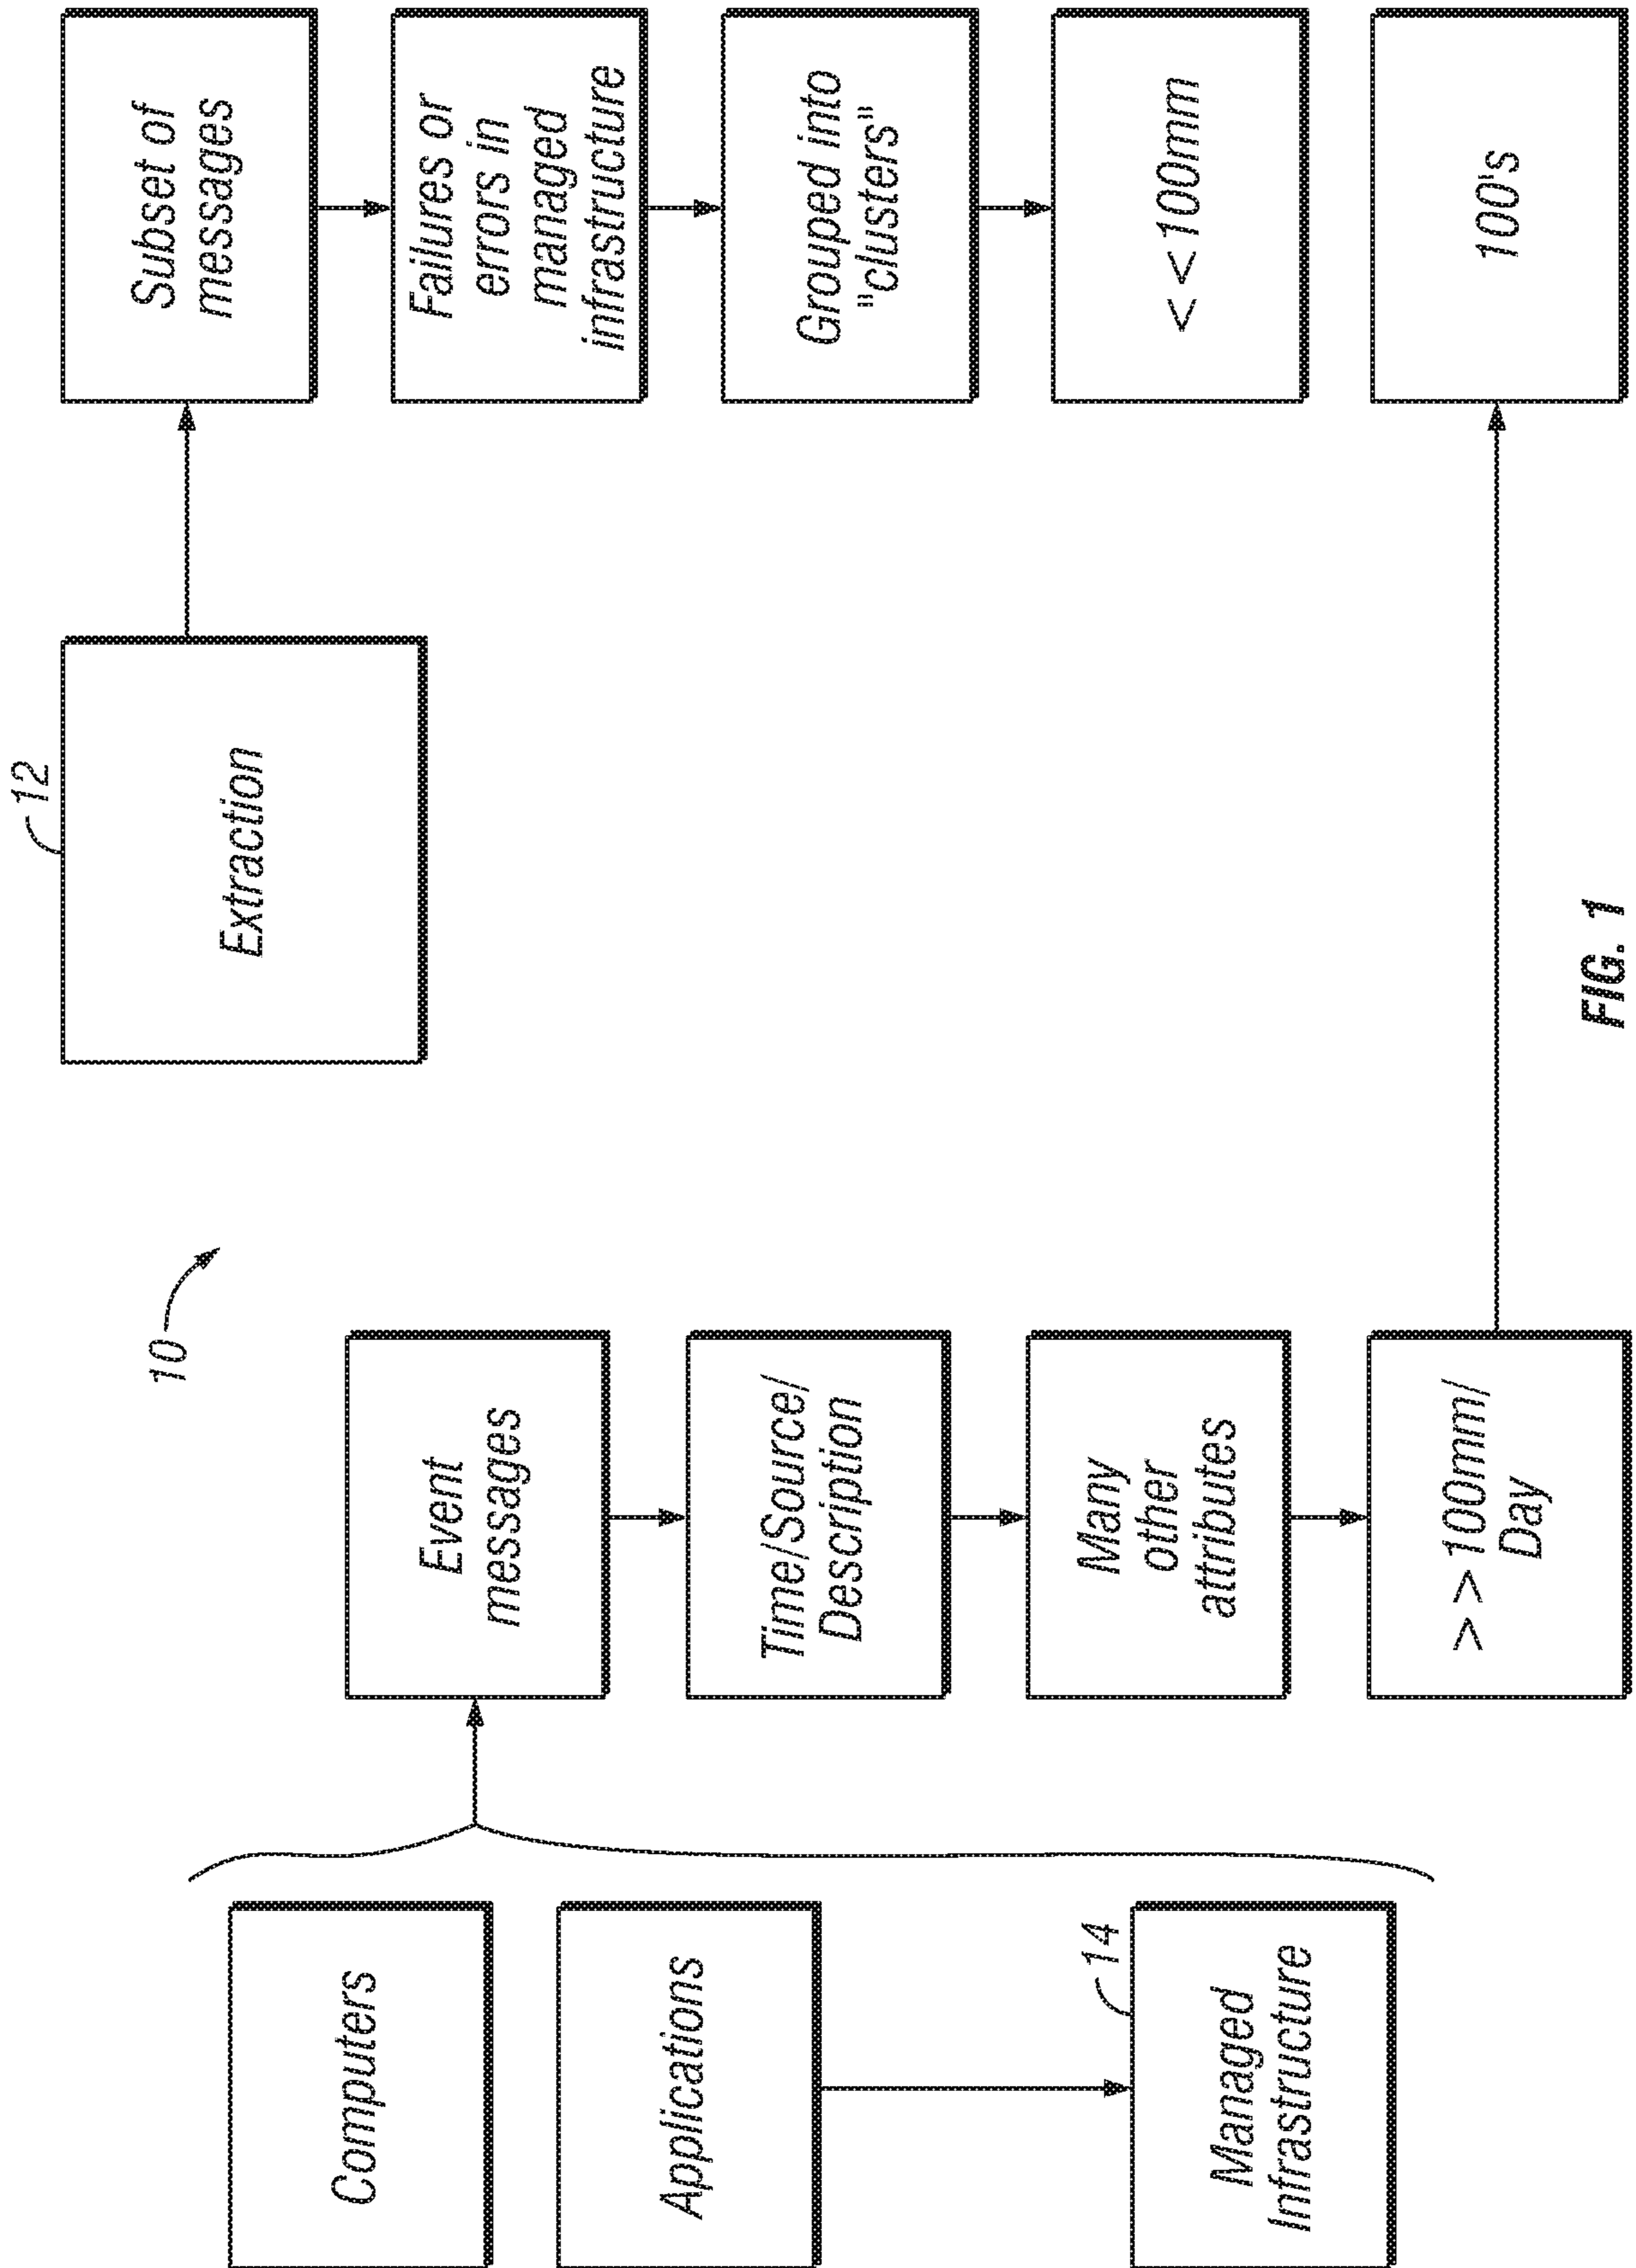 10
12
Computers
Applications
14
Managed
Infrastructure
Event
messages
Time/Source/
Description
Many
other
attributes
>>100mm/
Day
Extraction
Subset of
messages
Failures or
errors in
managed
infrastructure
Grouped into
"clusters"
<<100mm
100's
FIG. 1